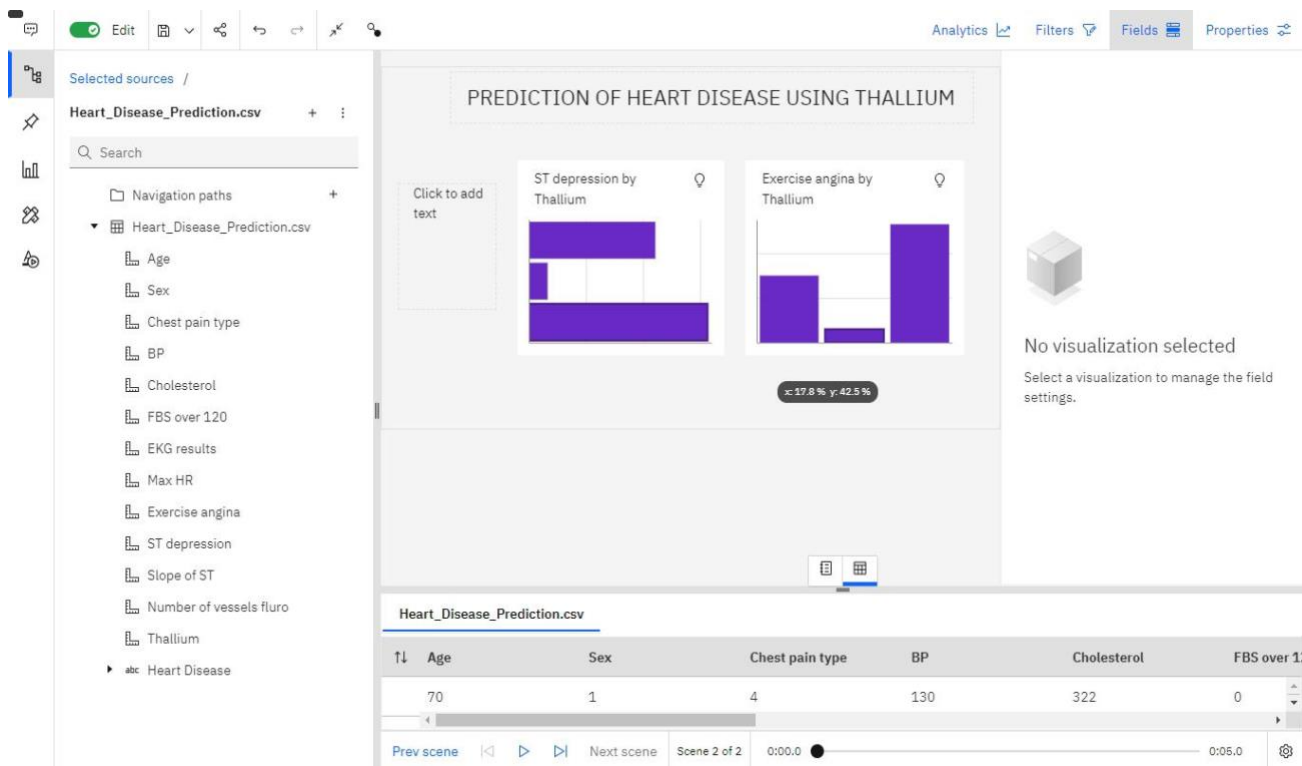 Edit
Analytics
Filters
Fields
Properties
Selected sources /
Heart_Disease_Prediction.csv
Search
Navigation paths
Heart_Disease_Prediction.csv
Age
Sex
Chest pain type
BP
Cholesterol
FBS over 120
EKG results
Max HR
Exercise angina
ST depression
Slope of ST
Number of vessels fluro
Thallium
abc Heart Disease
PREDICTION OF HEART DISEASE USING THALLIUM
Click to add
text
ST depression by
Thallium
Exercise angina by
Thallium
x: 17.8 % y: 42.5 %
No visualization selected
Select a visualization to manage the field
settings.
Heart_Disease_Prediction.csv
Age Sex Chest pain type BP Cholesterol FBS over 1
70 1 4 130 322 0
Prev scene Next scene Scene 2 of 2 0:00.0 0:05.0